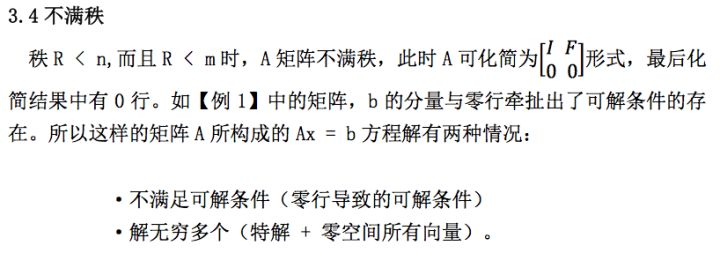 3.4 不满秩
秩 R < n,而且 R < m 时，A 矩阵不满秩，此时 A 可化简为[I F
0 0]形式，最后化
简结果中有 0 行。如【例 1】中的矩阵，b 的分量与零行牵扯出了可解条件的存
在。所以这样的矩阵 A 所构成的 Ax = b 方程解有两种情况：
·不满足可解条件（零行导致的可解条件）
·解无穷多个（特解 + 零空间所有向量）。